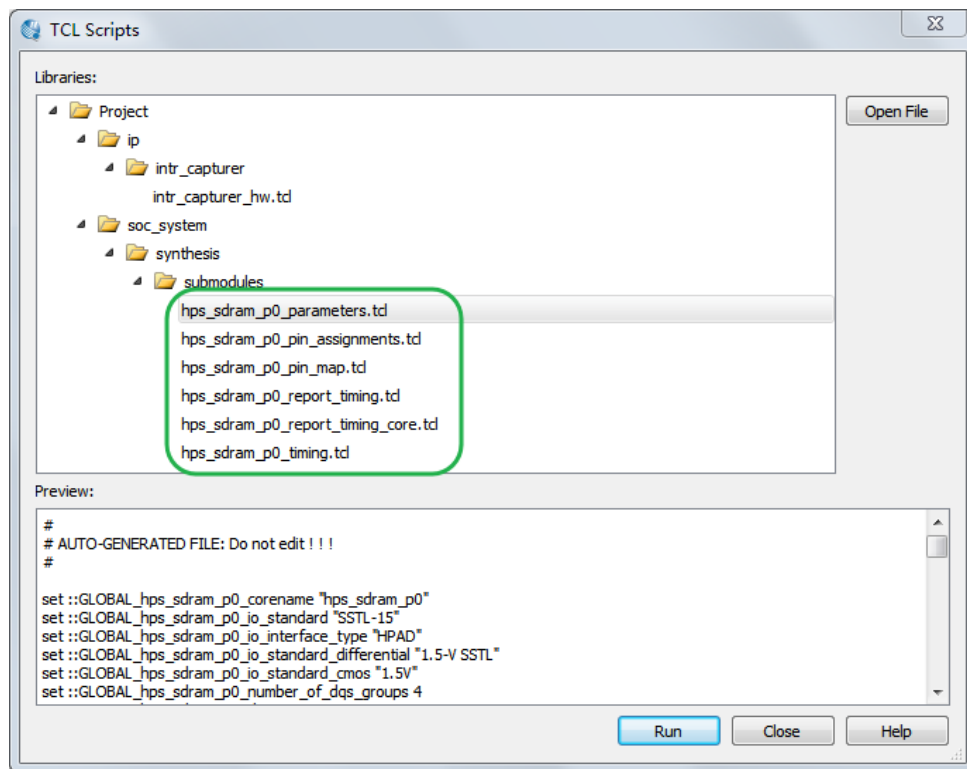 TCL Scripts
Libraries:
Project
Open File
ip
intr_capturer
intr_capturer_hw.tcl
soc_system
synthesis
submodules
hps_sdram_p0_parameters.tcl
hps_sdram_p0_pin_assignments.tcl
hps_sdram_p0_pin_map.tcl
hps_sdram_p0_report_timing.tcl
hps_sdram_p0_report_timing_core.tcl
hps_sdram_p0_timing.tcl
Preview:
#
# AUTO-GENERATED FILE: Do not edit ! ! !
#
set ::GLOBAL_hps_sdram_p0_corename "hps_sdram_p0"
set ::GLOBAL_hps_sdram_p0_io_standard "SSTL-15"
set ::GLOBAL_hps_sdram_p0_io_interface_type "HPAD"
set ::GLOBAL_hps_sdram_p0_io_standard_differential "1.5-V SSTL"
set ::GLOBAL_hps_sdram_p0_io_standard_cmos "1.5V"
set ::GLOBAL_hps_sdram_p0_number_of_dqs_groups 4
Run
Close
Help